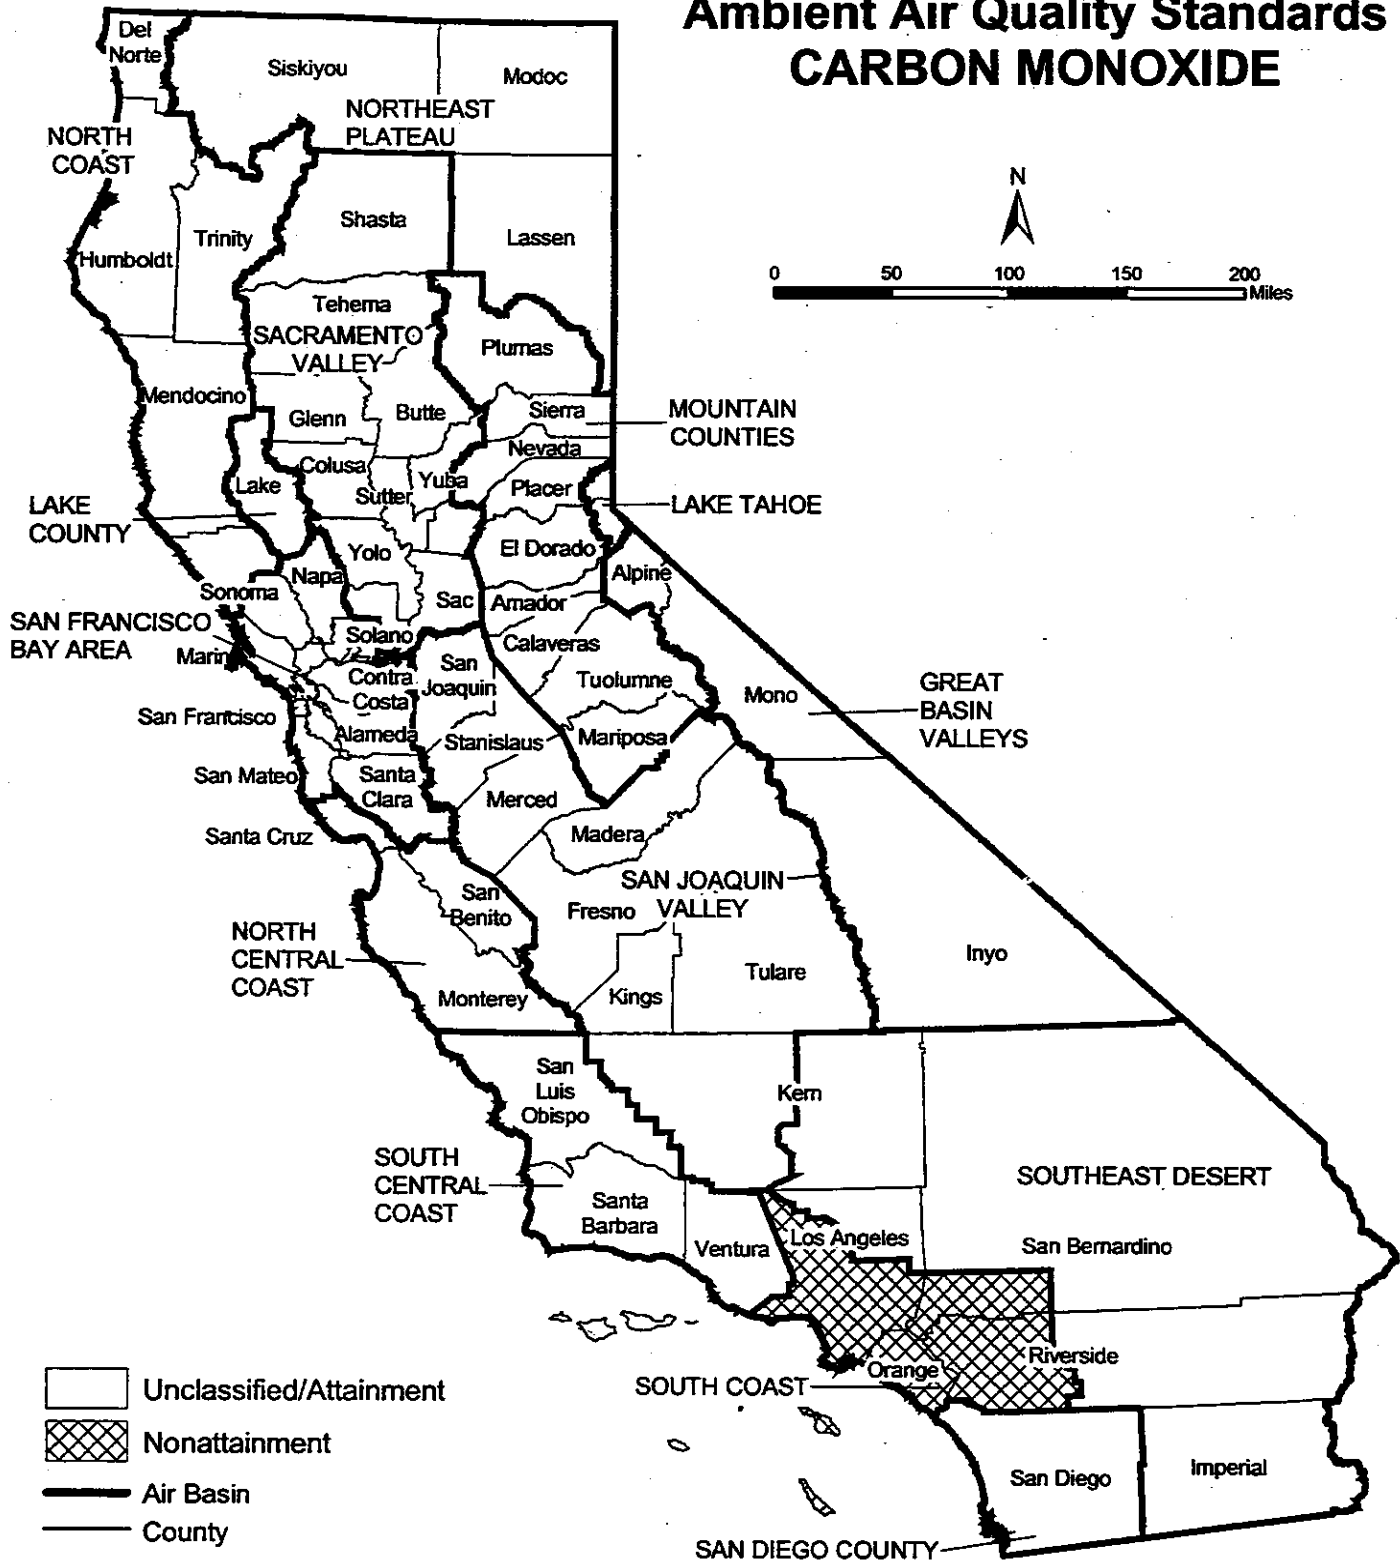 Ambient Air Quality Standards
CARBON MONOXIDE
Del
Norte
Siskiyou
Modoc
NORTHEAST
PLATEAU
NORTH
COAST
N
Shasta
Trinity
Lassen
Humboldt
0 50 100 150 200
Miles
Tehema
SACRAMENTO
VALLEY
Plumas
Mendocino
Glenn
Butte
Sierra
MOUNTAIN
COUNTIES
Nevada
Colusa
Yuba
Lake
Sutter
Placer
LAKE TAHOE
LAKE
COUNTY
Yolo
El Dorado
Napa
Alpine
Sonoma
Sac
Amador
SAN FRANCISCO
BAY AREA
Solano
Calaveras
Marin
San
Joaquin
Contra
Costa
Tuolumne
Mono
GREAT
BASIN
VALLEYS
San Francisco
Alameda
Stanislaus
Mariposa
San Mateo
Santa
Clara
Merced
Santa Cruz
Madera
SAN JOAQUIN
VALLEY
San
Benito
Fresno
NORTH
CENTRAL
COAST
Inyo
Tulare
Monterey
Kings
San
Luis
Obispo
Kern
SOUTH
CENTRAL
COAST
SOUTHEAST DESERT
Santa
Barbara
Ventura
Los Angeles
San Bernardino
Riverside
Orange
SOUTH COAST
Unclassified/Attainment
Nonattainment
Air Basin
County
San Diego
Imperial
SAN DIEGO COUNTY